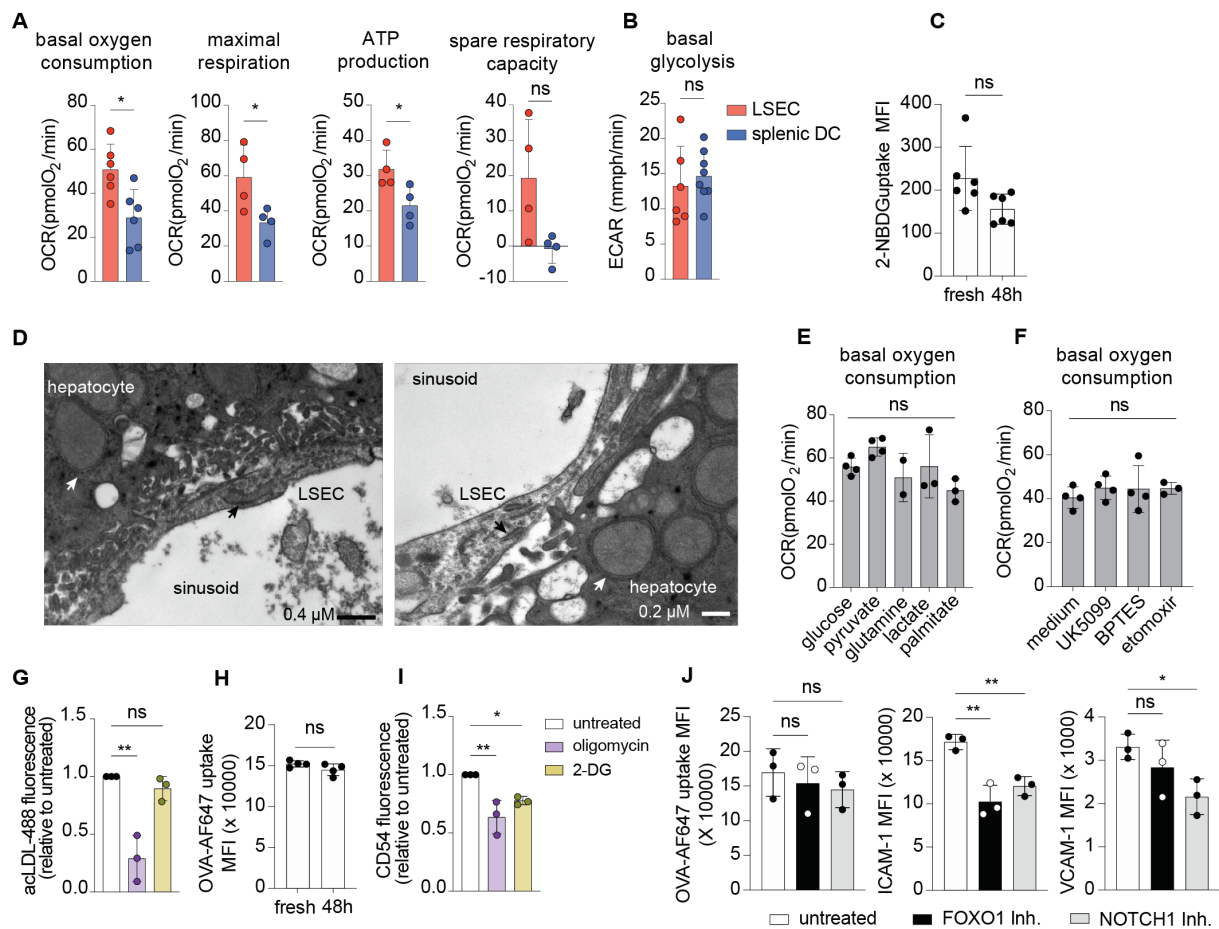 A
basal oxygen
consumption
OCR(pmolO2/min)
80
60
40
20
0
*
maximal
respiration
OCR(pmolO2/min)
100
80
60
40
20
0
*
ATP
production
OCR(pmolO2/min)
50
40
30
20
10
0
*
spare respiratory
capacity
OCR(pmolO2/min)
40
30
20
10
0
-10
ns
B
basal
glycolysis
ns
ECAR (mmph/min)
25
20
15
10
5
0
LSEC
splenic DC
C
ns
2-NBDGuptake MFI
400
300
200
100
0
fresh 48h
D
hepatocyte
LSEC
sinusoid
0.4 µM
sinusoid
LSEC
hepatocyte
0.2 µM
E
basal oxygen
consumption
ns
OCR(pmolO2/min)
80
60
40
20
0
glucose
pyruvate
glutamine
lactate
palmitate
F
basal oxygen
consumption
ns
OCR(pmolO2/min)
80
60
40
20
0
medium
UK5099
BPTES
etomoxir
G
acLDL-488 fluorescence
(relative to untreated)
1.5
1.0
0.5
0.0
ns
**
H
OVA-AF647 uptake
MFI (x 10000)
20
15
10
5
0
ns
fresh 48h
I
CD54 fluorescence
(relative to untreated)
1.5
1.0
0.5
0.0
*
**
untreated
oligomycin
2-DG
J
OVA-AF647 uptake MFI
(X 10000)
25
20
15
10
5
0
ns
ns
ICAM-1 MFI (x 10000)
20
15
10
5
0
**
**
VCAM-1 MFI (x 1000)
4
3
2
1
0
*
ns
untreated
FOXO1 Inh.
NOTCH1 Inh.